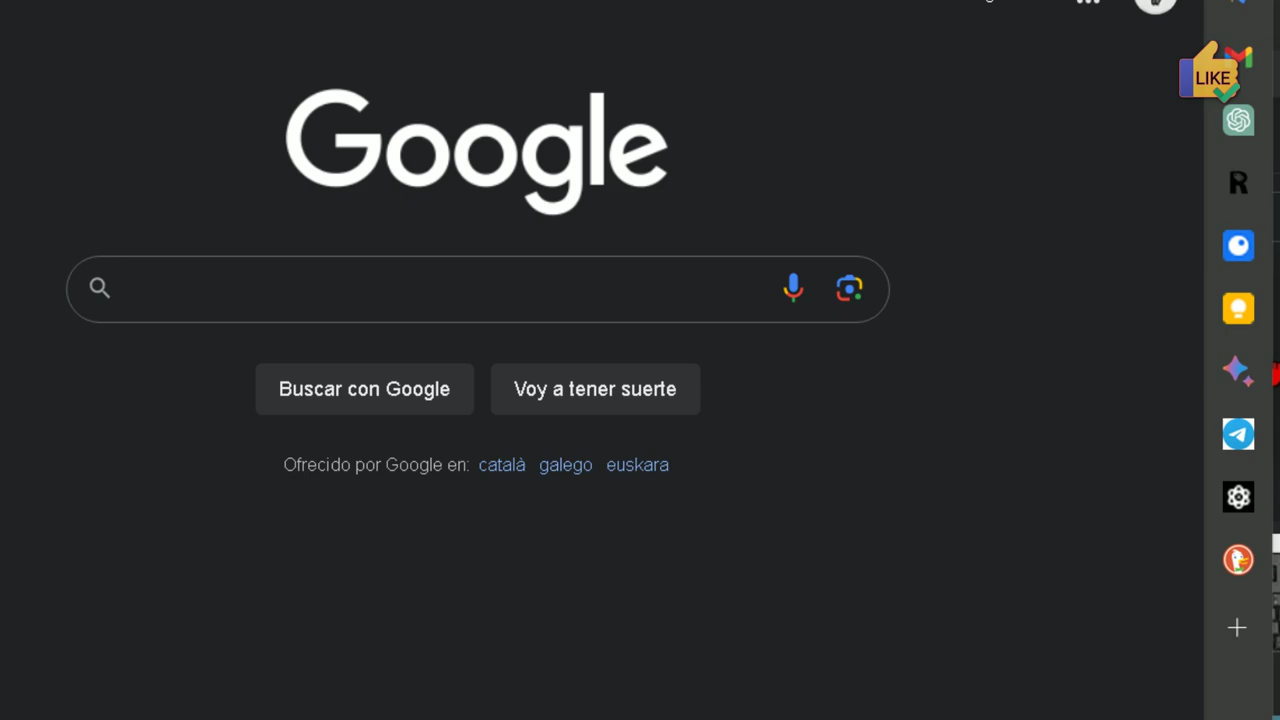 LIKE
Google
R
Buscar con Google
Voy a tener suerte
Ofrecido por Google en: català galego euskara